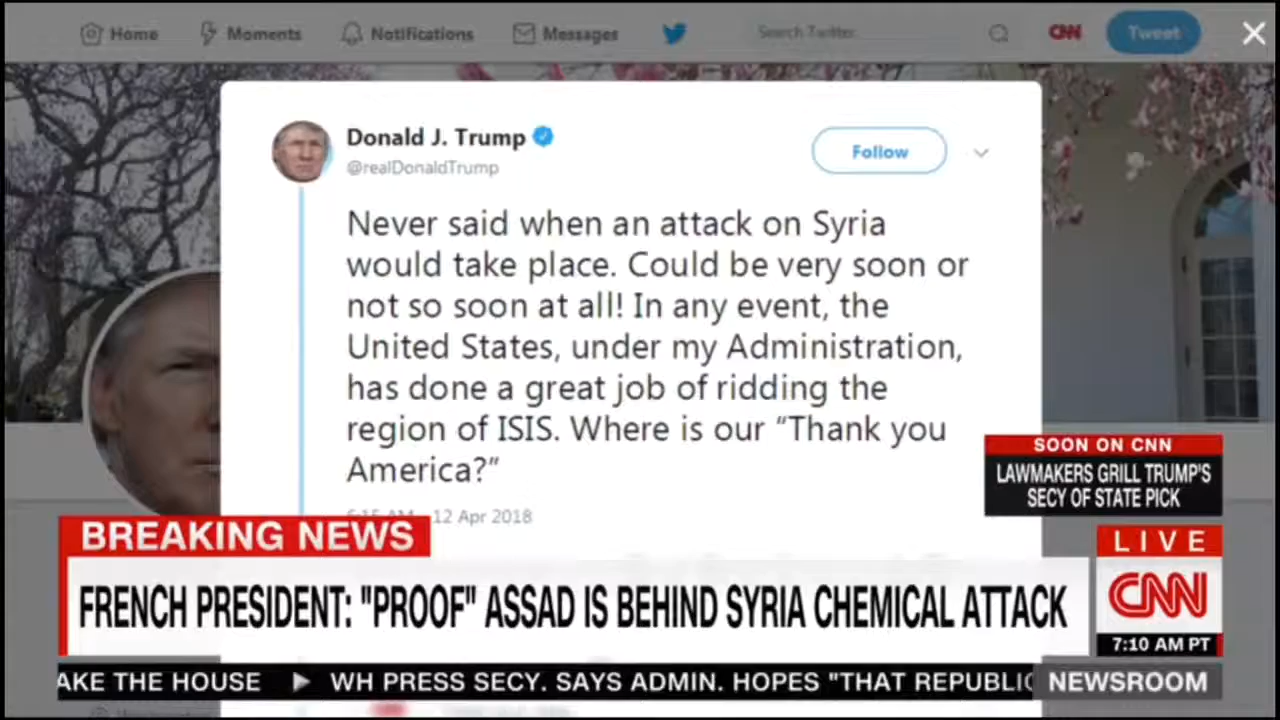 Home Moments Notifications Messages Search Twitter CNN Tweet
Donald J. Trump
@realDonaldTrump
Follow
Never said when an attack on Syria
would take place. Could be very soon or
not so soon at all! In any event, the
United States, under my Administration,
has done a great job of ridding the
region of ISIS. Where is our “Thank you
America?”
12 Apr 2018
SOON ON CNN
LAWMAKERS GRILL TRUMP'S
SECY OF STATE PICK
BREAKING NEWS
FRENCH PRESIDENT: "PROOF" ASSAD IS BEHIND SYRIA CHEMICAL ATTACK
LIVE
CNN
7:10 AM PT
AKE THE HOUSE ▶ WH PRESS SECY. SAYS ADMIN. HOPES "THAT REPUBLIC
NEWSROOM